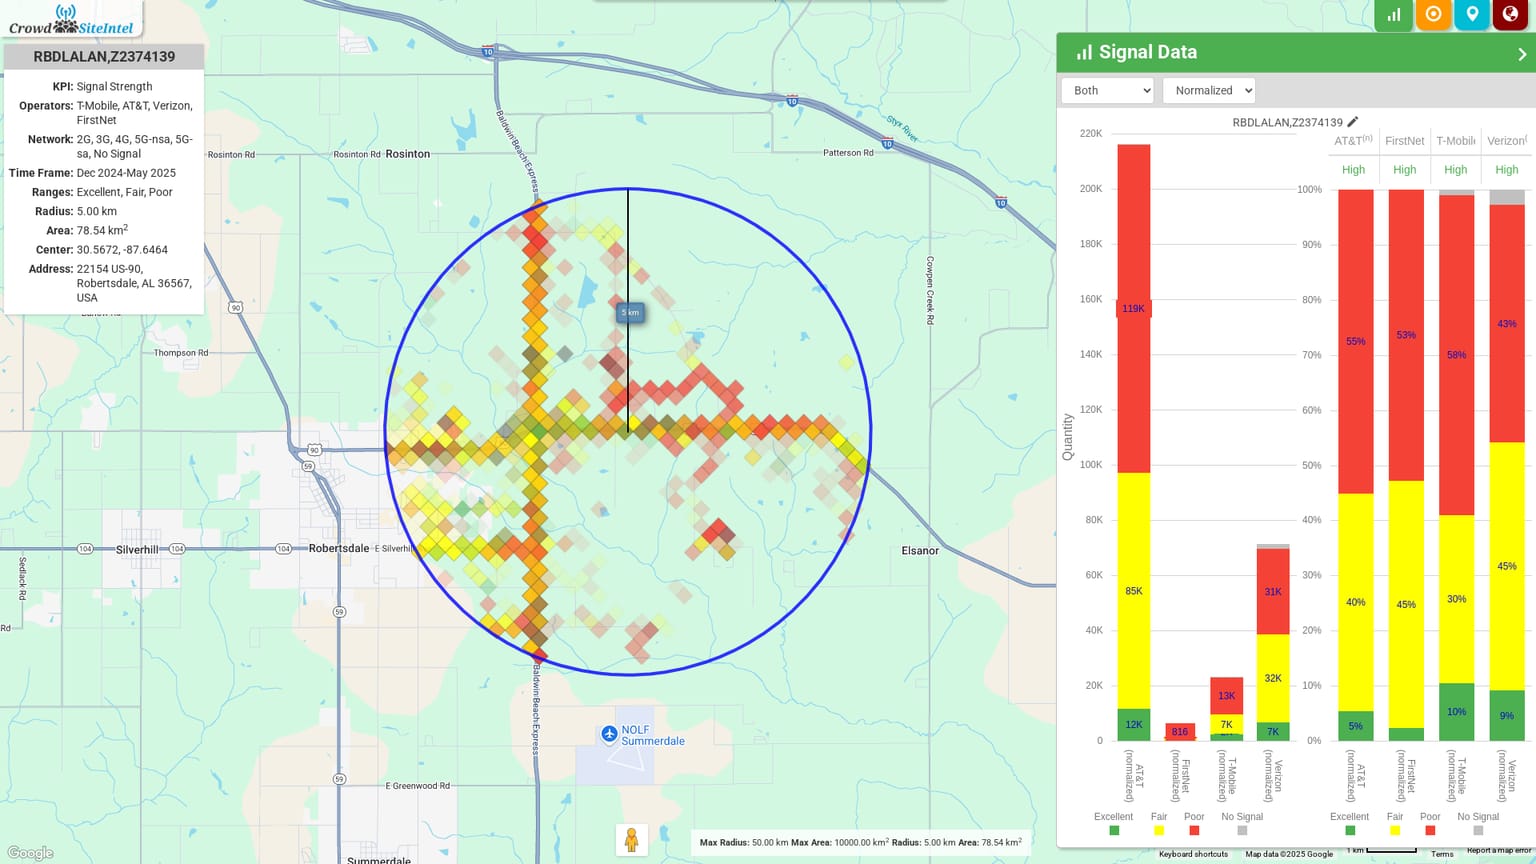 CrowdSiteIntel
RBDLALAN,Z2374139
KPI: Signal Strength
Operators: T-Mobile, AT&T, Verizon,
FirstNet
Network: 2G, 3G, 4G, 5G-nsa, 5G-
sa, No Signal
Time Frame: Dec 2024-May 2025
Ranges: Excellent, Fair, Poor
Radius: 5.00 km
Area: 78.54 km2
Center: 30.5672, -87.6464
Address: 22154 US-90,
Robertsdale, AL 36567,
USA
10
10
10
10
Baldwin Beach Express
Styx River
Rosinton Rd
Rosinton Rd
Rosinton
Patterson Rd
Cowpen Creek Rd
90
Thompson Rd
5 km
90
59
104
Silverhill
104
104
Robertsdale
E Silverhill
Elsanor
Sedlack Rd
59
Rd
Baldwin Beach Express
NOLF
Summerdale
59
E Greenwood Rd
Summerdale
Google
Max Radius: 50.00 km Max Area: 10000.00 km2 Radius: 5.00 km Area: 78.54 km2
Signal Data
Both
Normalized
RBDLALAN,Z2374139
220K
200K
180K
160K
140K
120K
100K
80K
60K
40K
20K
0
Quantity
119K
85K
12K
816
13K
7K
31K
32K
7K
AT&T
(normalized)
FirstNet
(normalized)
T-Mobile
(normalized)
Verizon
(normalized)
Excellent
Fair
Poor
No Signal
AT&T(n)
FirstNet
T-Mobile
Verizon(
High
High
High
High
100%
90%
80%
70%
60%
50%
40%
30%
20%
10%
0%
55%
40%
5%
53%
45%
58%
30%
10%
43%
45%
9%
AT&T
(normalized)
FirstNet
(normalized)
T-Mobile
(normalized)
Verizon
(normalized)
Excellent
Fair
Poor
No Signal
Keyboard shortcuts
Map data ©2025 Google
1 km
Terms
Report a map error